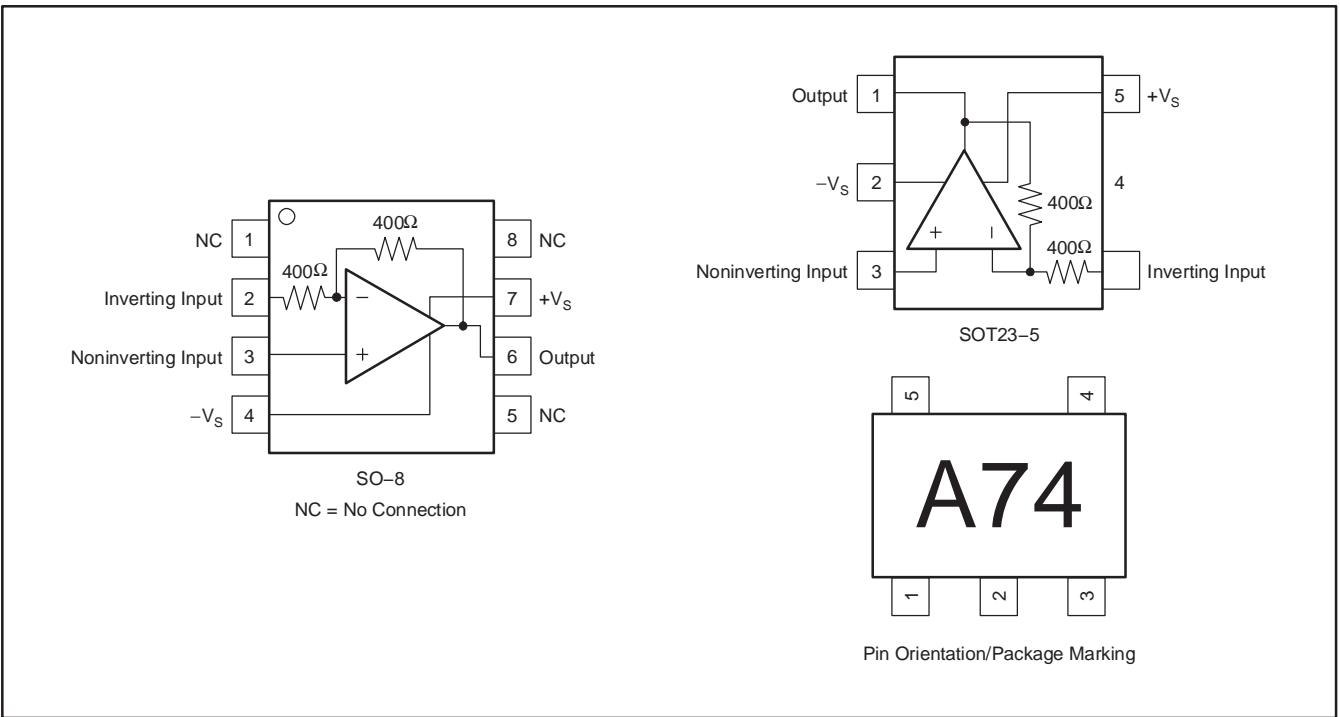 NC 1
Inverting Input 2
Noninverting Input 3
−VS 4
400Ω
400Ω
−
+
8 NC
7 +VS
6 Output
5 NC
SO−8
NC = No Connection
Output 1
−VS 2
Noninverting Input 3
5 +VS
4
400Ω
400Ω
+ −
Inverting Input
SOT23−5
5 4
A74
1 2 3
Pin Orientation/Package Marking